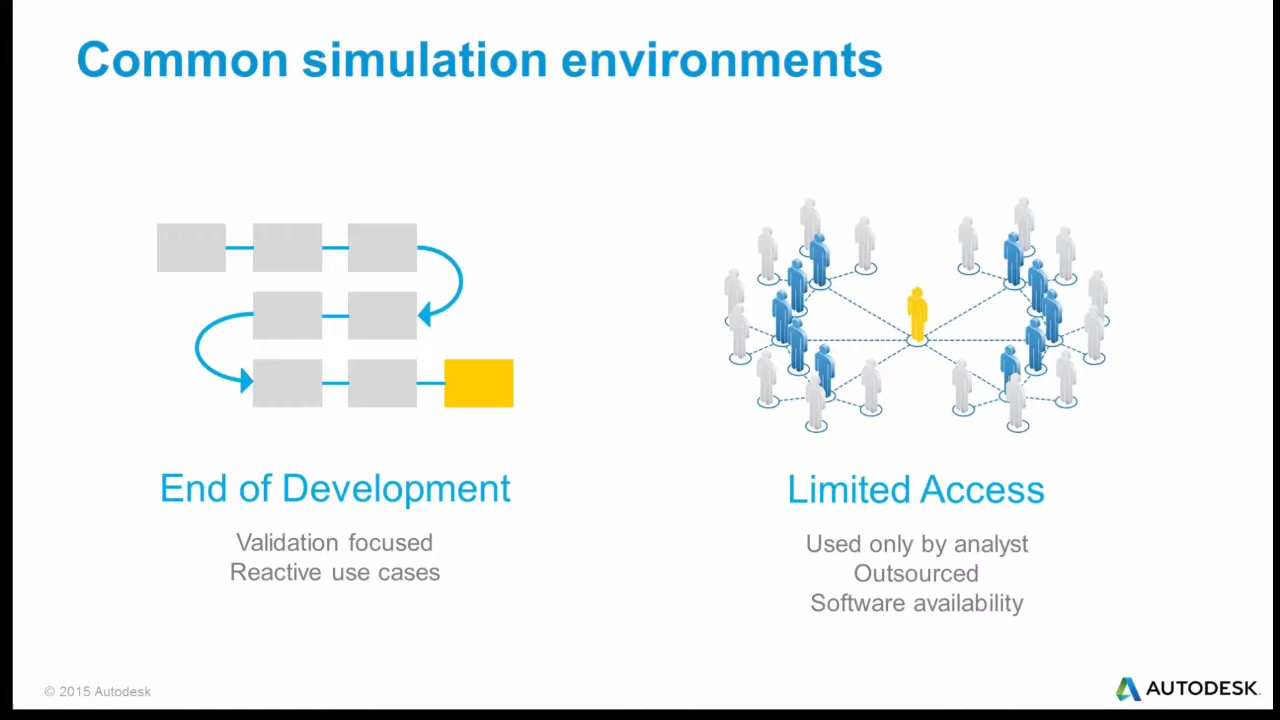 Common simulation environments
End of Development
Validation focused
Reactive use cases
Limited Access
Used only by analyst
Outsourced
Software availability
© 2015 Autodesk
AUTODESK.